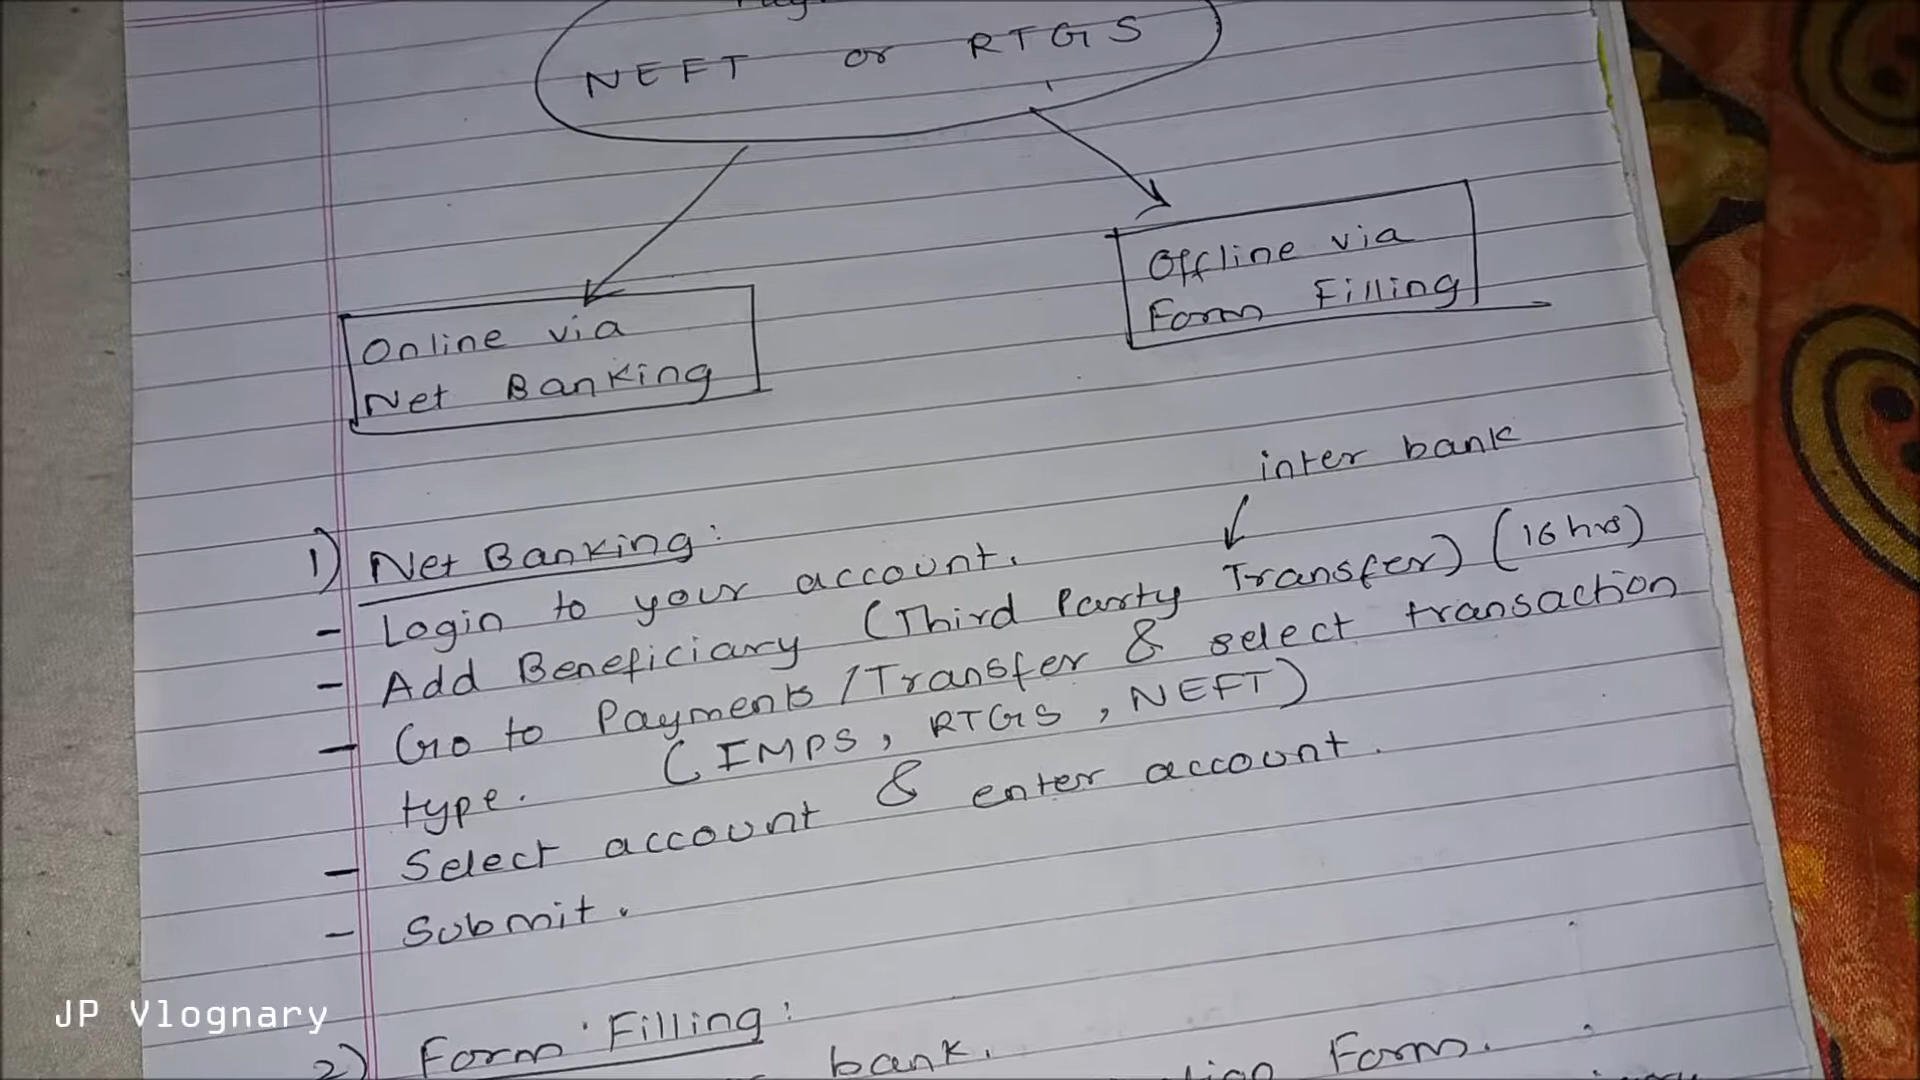 NEFT or RTGS
Online via
Net Banking
Offline via
Form Filling
inter bank
1) Net Banking:
- Login to your account.
- Add Beneficiary (Third Party Transfer) (16 hrs)
- Go to Payments / Transfer & select transaction
type. (IMPS, RTGS, NEFT)
- Select account & enter account.
- Submit.
2) Form Filling:
bank.
Form.
JP Vlognary